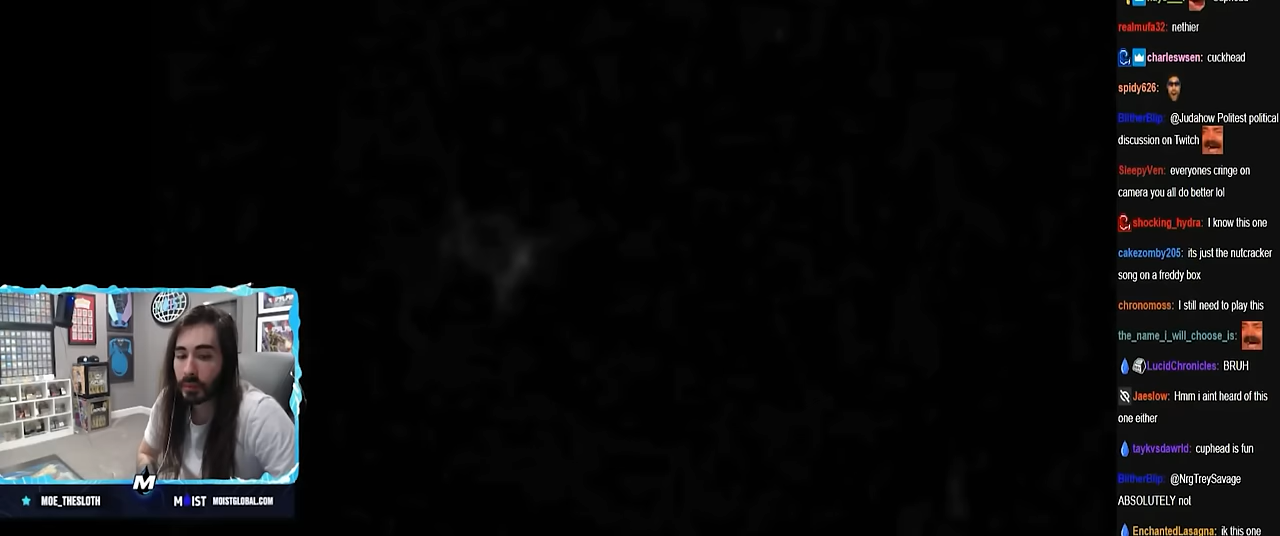 realmufa32: nethier
charleswsen: cuckhead
spidy626:
BlitherBlip: @Judahow Politest political
discussion on Twitch
SleepyVen: everyones cringe on
camera you all do better lol
shocking_hydra: I know this one
cakezomby205: its just the nutcracker
song on a freddy box
chronomoss: I still need to play this
the_name_i_will_choose_is:
LucidChronicles: BRUH
Jaeslow: Hmm i aint heard of this
one either
taykvsdawrld: cuphead is fun
BlitherBlip: @NrgTreySavage
ABSOLUTELY not
EnchantedLasagna: ik this one
M
MOE_THESLOTH MOIST MOISTGLOBAL.COM